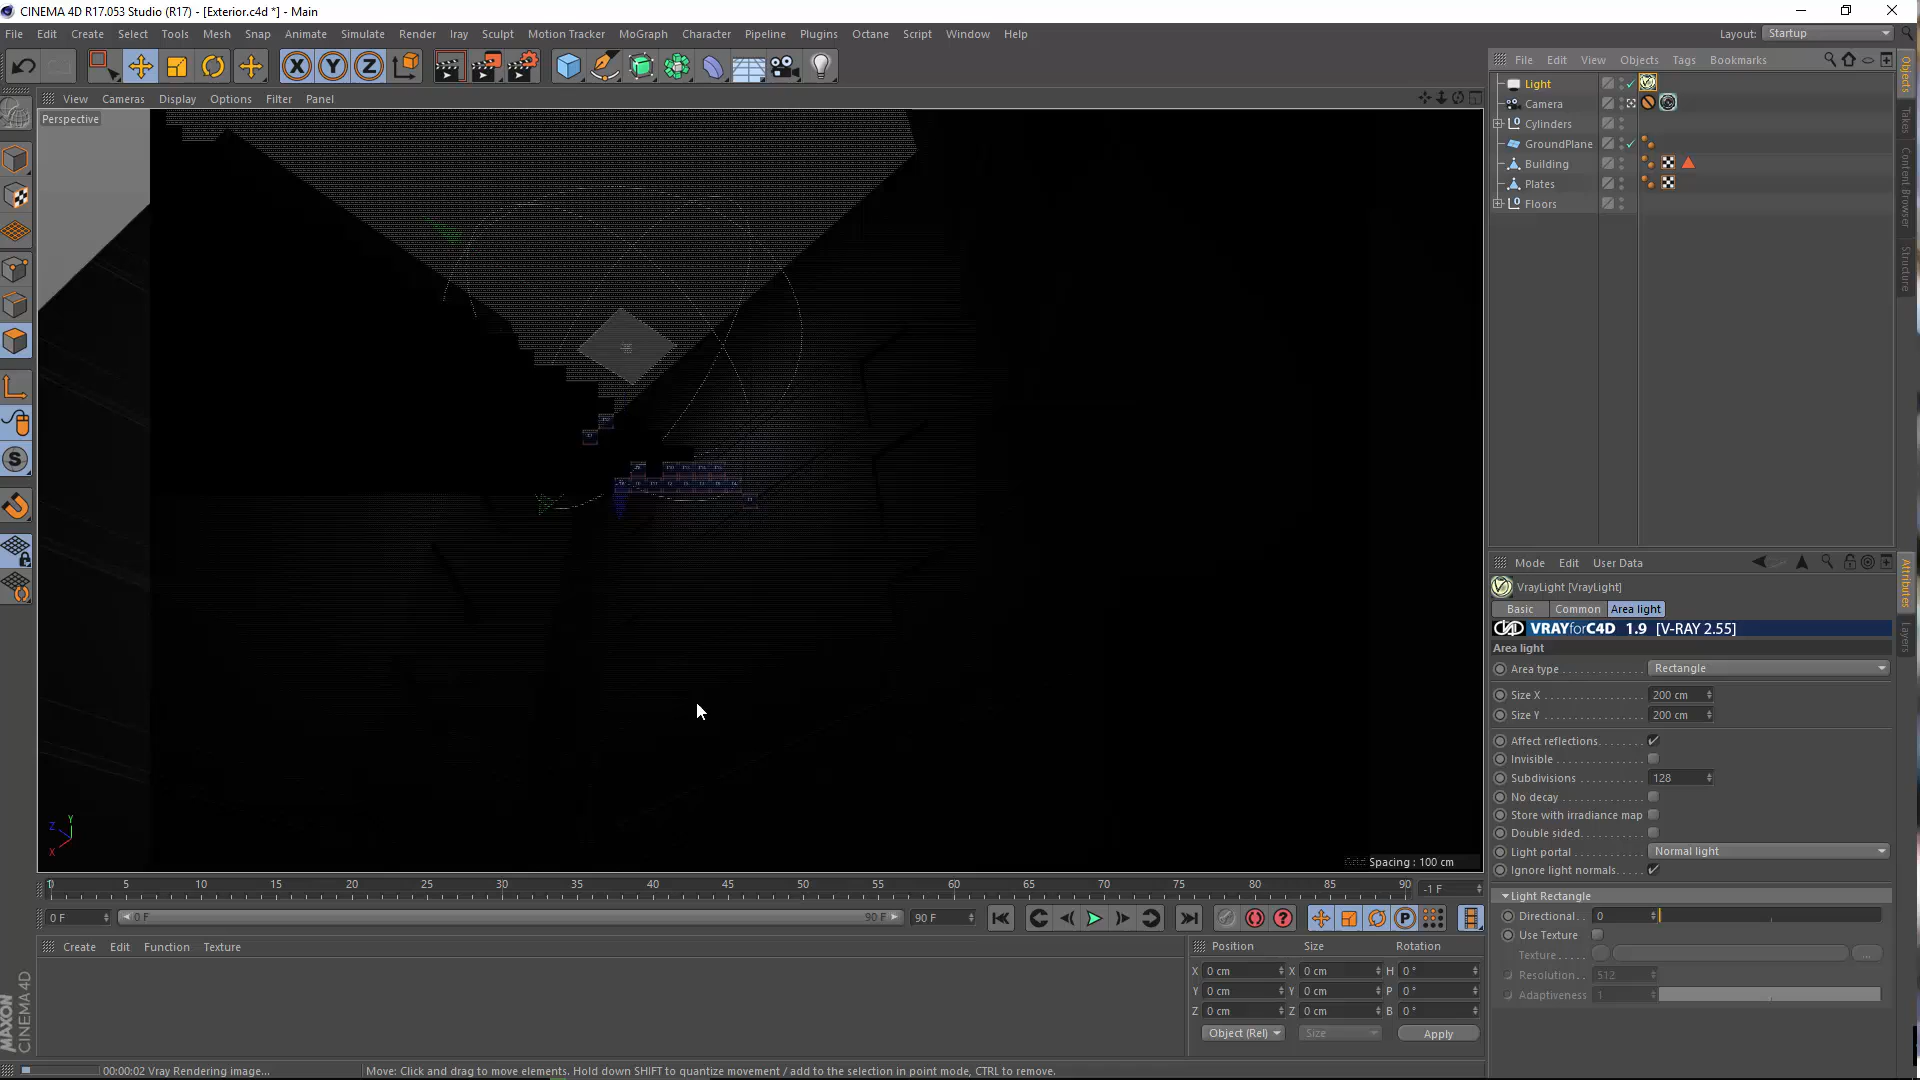 CINEMA 4D R17.053 Studio (R17) - [Exterior.c4d *] - Main
File Edit Create Select Tools Mesh Snap Animate Simulate Render Iray Sculpt Motion Tracker MoGraph Character Pipeline Plugins Octane Script Window Help
Layout: Startup
X Y Z
View Cameras Display Options Filter Panel
Perspective
Spacing : 100 cm
Z Y X
File Edit View Objects Tags Bookmarks
Light
Camera
Cylinders
GroundPlane
Building
Plates
Floors
Objects
Takes
Content Browser
Structure
Mode Edit User Data
VrayLight [VrayLight]
Basic Common Area light
VRAYforC4D 1.9 [V-RAY 2.55]
Area light
Area type Rectangle
Size X 200 cm
Size Y 200 cm
Affect reflections
Invisible
Subdivisions 128
No decay
Store with irradiance map
Double sided
Light portal Normal light
Ignore light normals
Light Rectangle
Directional 0
Use Texture
Texture ...
Resolution 512
Adaptiveness 1
Attributes
Layers
0 5 10 15 20 25 30 35 40 45 50 55 60 65 70 75 80 85 90 -1 F
0 F 0 F 90 F 90 F
Create Edit Function Texture
Position Size Rotation
X 0 cm X 0 cm H 0 °
Y 0 cm Y 0 cm P 0 °
Z 0 cm Z 0 cm B 0 °
Object (Rel) Size Apply
MAXON CINEMA 4D
00:00:02 Vray Rendering image... Move: Click and drag to move elements. Hold down SHIFT to quantize movement / add to the selection in point mode, CTRL to remove.